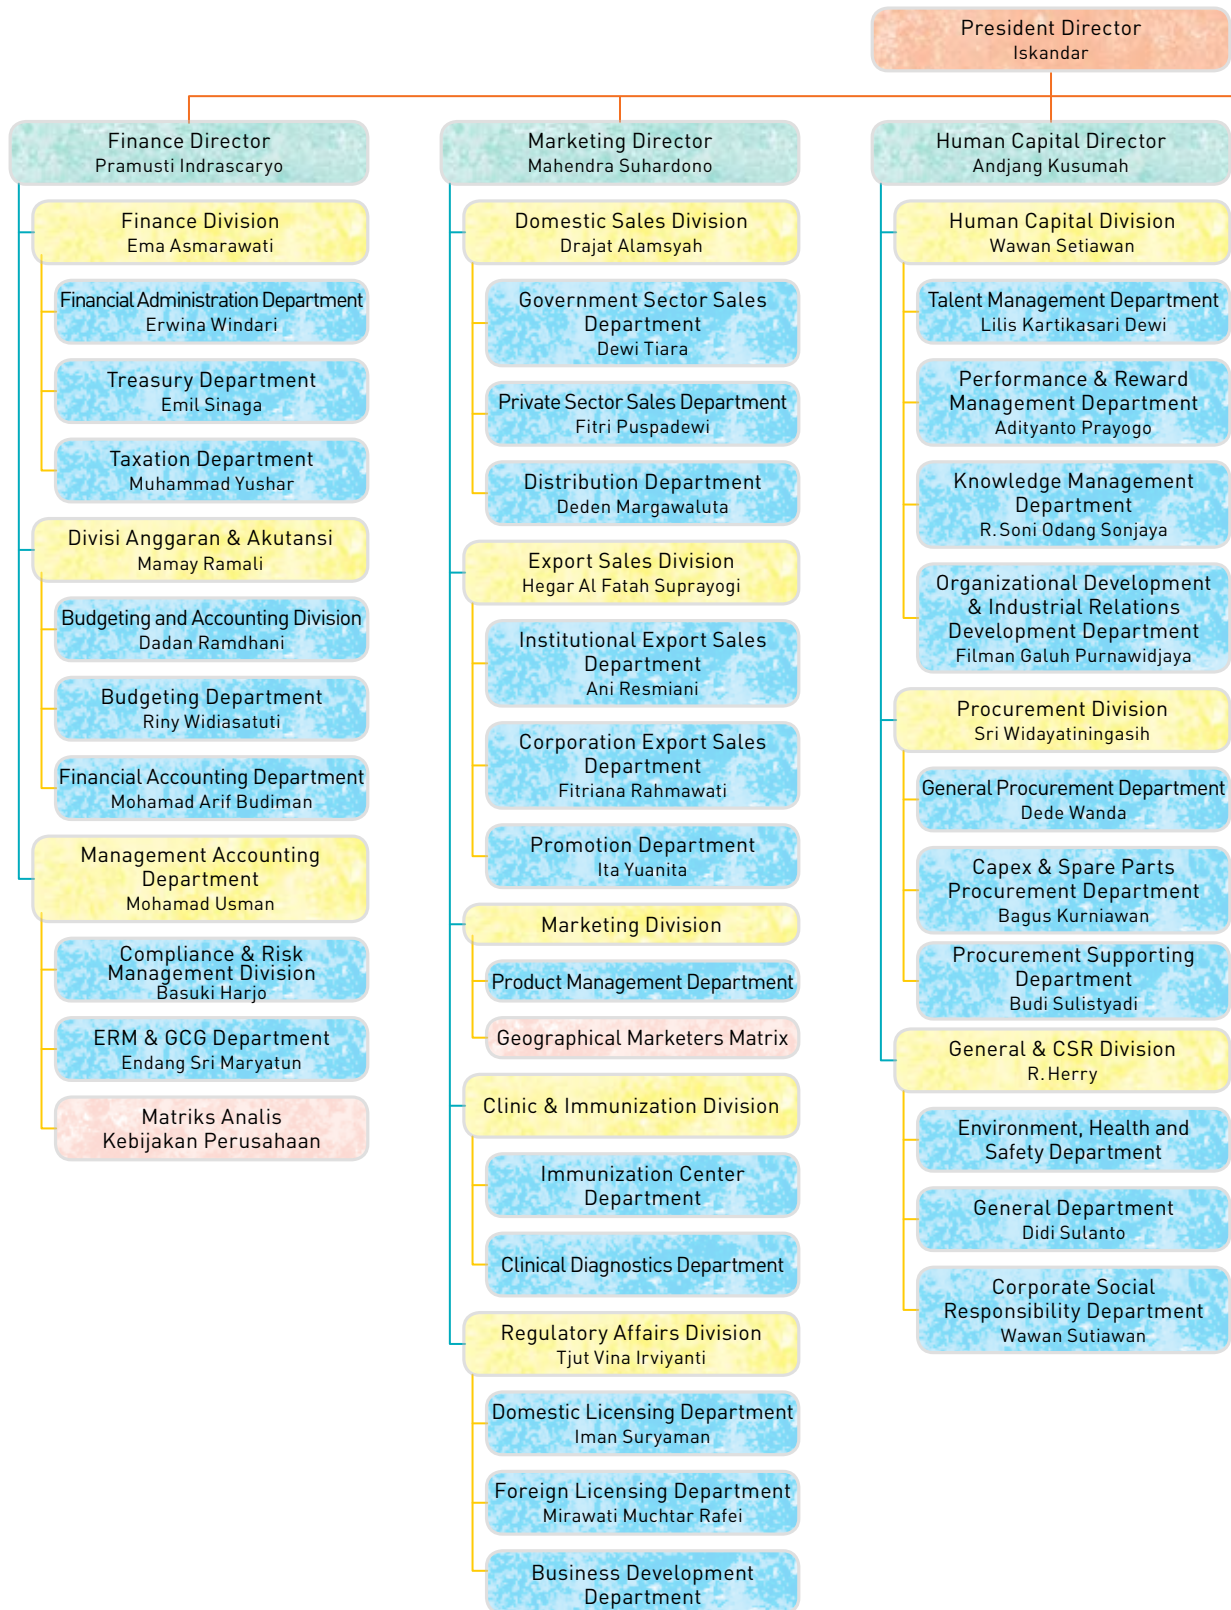 President Director
Iskandar
Finance Director
Pramusti Indrascaryo
Finance Division
Ema Asmarawati
Financial Administration Department
Erwina Windari
Treasury Department
Emil Sinaga
Taxation Department
Muhammad Yushar
Divisi Anggaran & Akutansi
Mamay Ramali
Budgeting and Accounting Division
Dadan Ramdhani
Budgeting Department
Riny Widiasatuti
Financial Accounting Department
Mohamad Arif Budiman
Management Accounting
Department
Mohamad Usman
Compliance & Risk
Management Division
Basuki Harjo
ERM & GCG Department
Endang Sri Maryatun
Matriks Analis
Kebijakan Perusahaan
Marketing Director
Mahendra Suhardono
Domestic Sales Division
Drajat Alamsyah
Government Sector Sales
Department
Dewi Tiara
Private Sector Sales Department
Fitri Puspadewi
Distribution Department
Deden Margawaluta
Export Sales Division
Hegar Al Fatah Suprayogi
Institutional Export Sales
Department
Ani Resmiani
Corporation Export Sales
Department
Fitriana Rahmawati
Promotion Department
Ita Yuanita
Marketing Division
Product Management Department
Geographical Marketers Matrix
Clinic & Immunization Division
Immunization Center
Department
Clinical Diagnostics Department
Regulatory Affairs Division
Tjut Vina Irviyanti
Domestic Licensing Department
Iman Suryaman
Foreign Licensing Department
Mirawati Muchtar Rafei
Business Development
Department
Human Capital Director
Andjang Kusumah
Human Capital Division
Wawan Setiawan
Talent Management Department
Lilis Kartikasari Dewi
Performance & Reward
Management Department
Adityanto Prayogo
Knowledge Management
Department
R. Soni Odang Sonjaya
Organizational Development
& Industrial Relations
Development Department
Filman Galuh Purnawidjaya
Procurement Division
Sri Widayatiningasih
General Procurement Department
Dede Wanda
Capex & Spare Parts
Procurement Department
Bagus Kurniawan
Procurement Supporting
Department
Budi Sulistyadi
General & CSR Division
R. Herry
Environment, Health and
Safety Department
General Department
Didi Sulanto
Corporate Social
Responsibility Department
Wawan Sutiawan